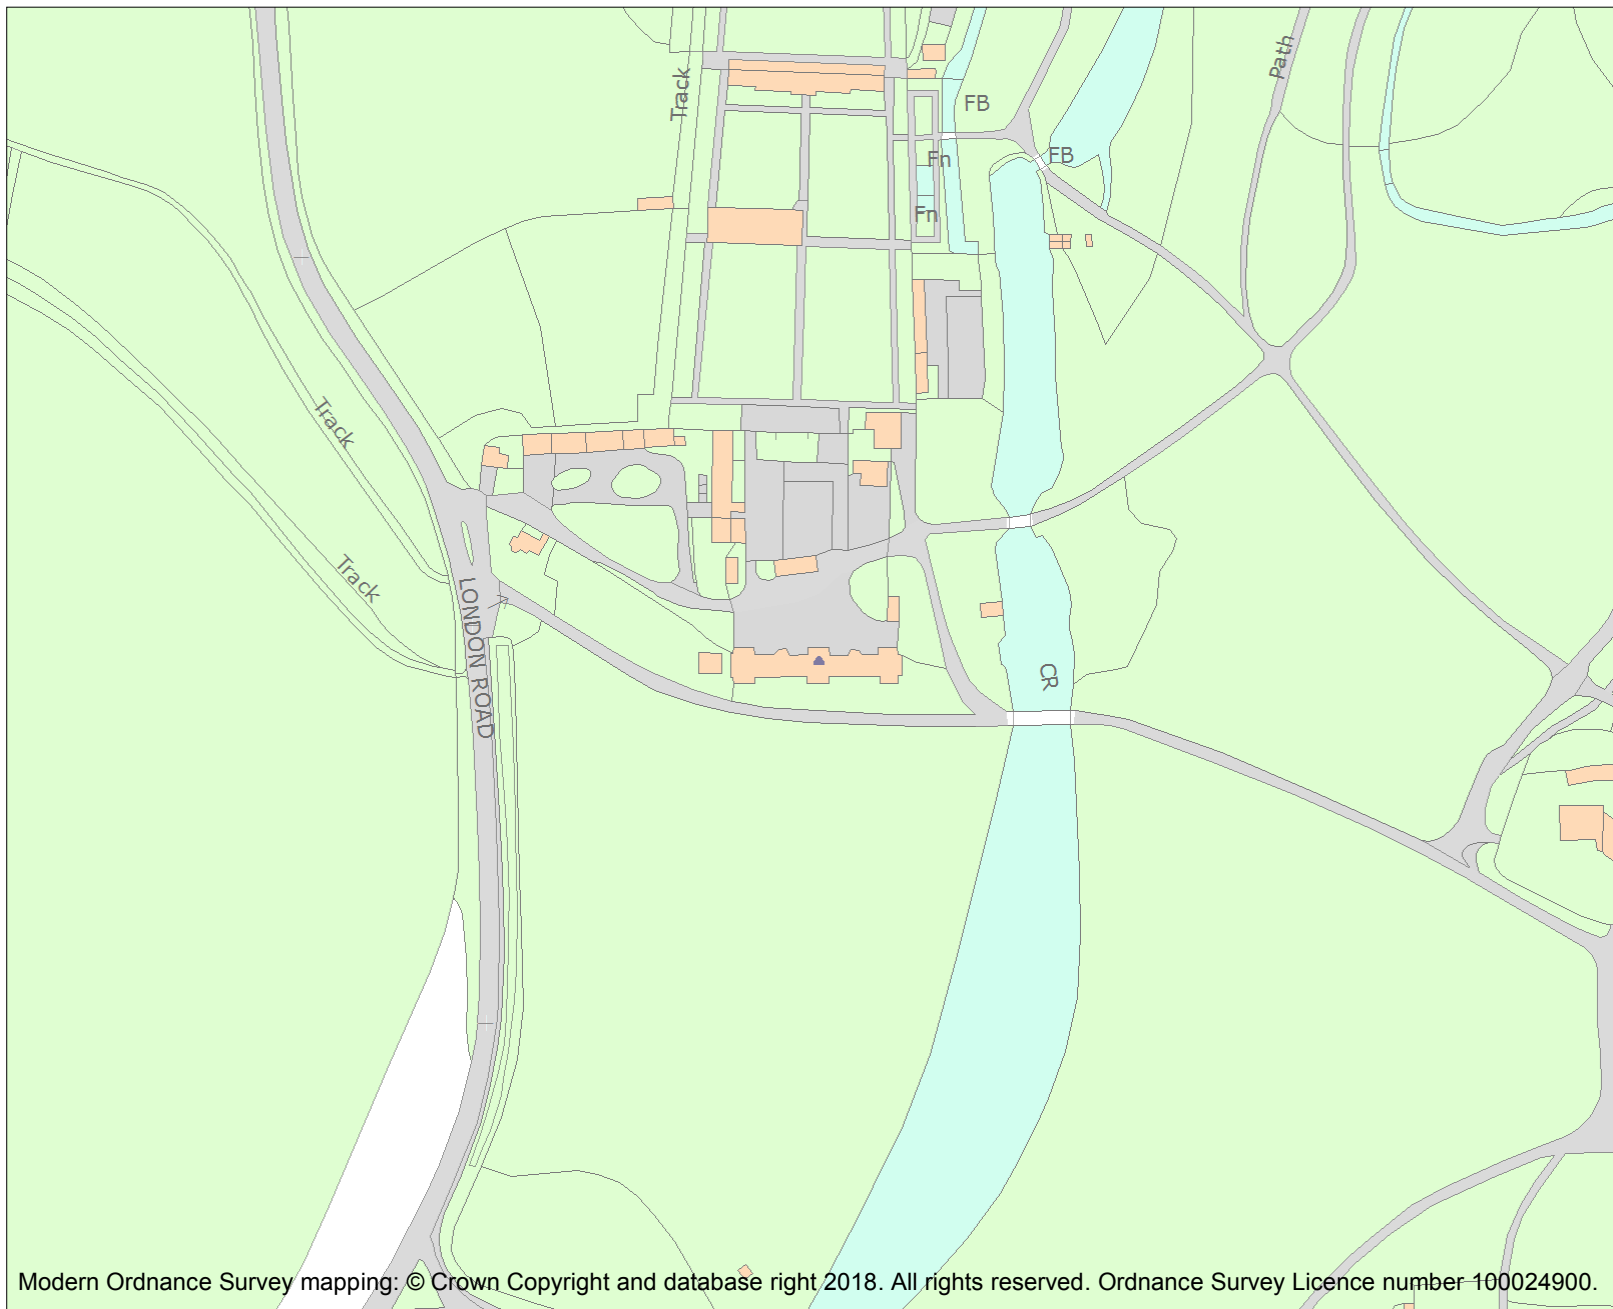 Path
Track
FB
FB
Fn
Fn
Track
Track
LONDON ROAD
CR
Modern Ordnance Survey mapping: © Crown Copyright and database right 2018. All rights reserved. Ordnance Survey Licence number 100024900.